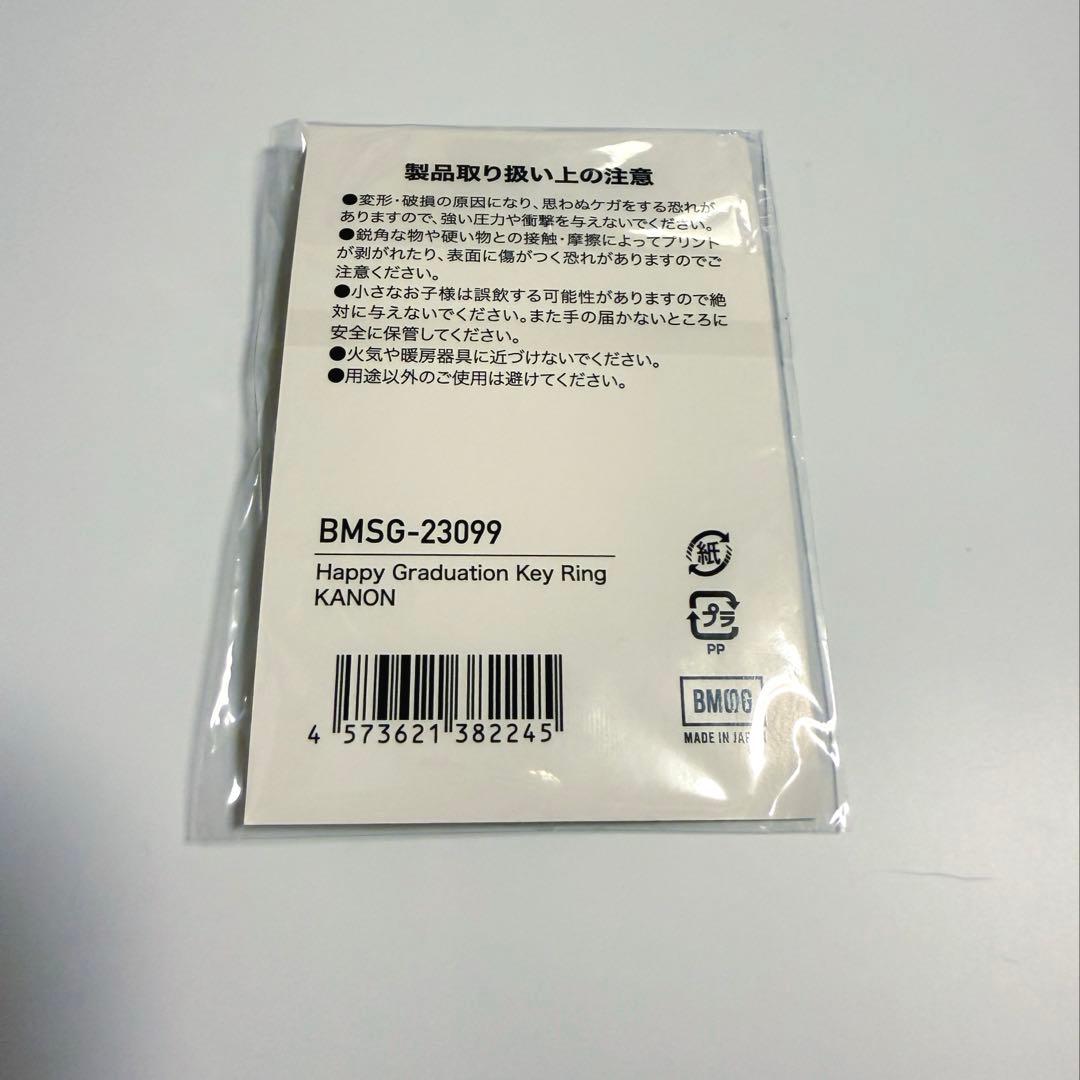 製品取り扱い上の注意
●変形・破損の原因になり、思わぬケガをする恐れが
ありますので、強い圧力や衝撃を与えないでください。
●鋭角な物や硬い物との接触・摩擦によってプリント
が剥がれたり、表面に傷がつく恐れがありますのでご
注意ください。
●小さなお子様は誤飲する可能性がありますので絶
対に与えないでください。また手の届かないところに
安全に保管してください。
●火気や暖房器具に近づけないでください。
●用途以外のご使用は避けてください。
BMSG-23099
Happy Graduation Key Ring
KANON
紙
プラ
PP
4 573621 382245
BMSG
MADE IN JAPAN